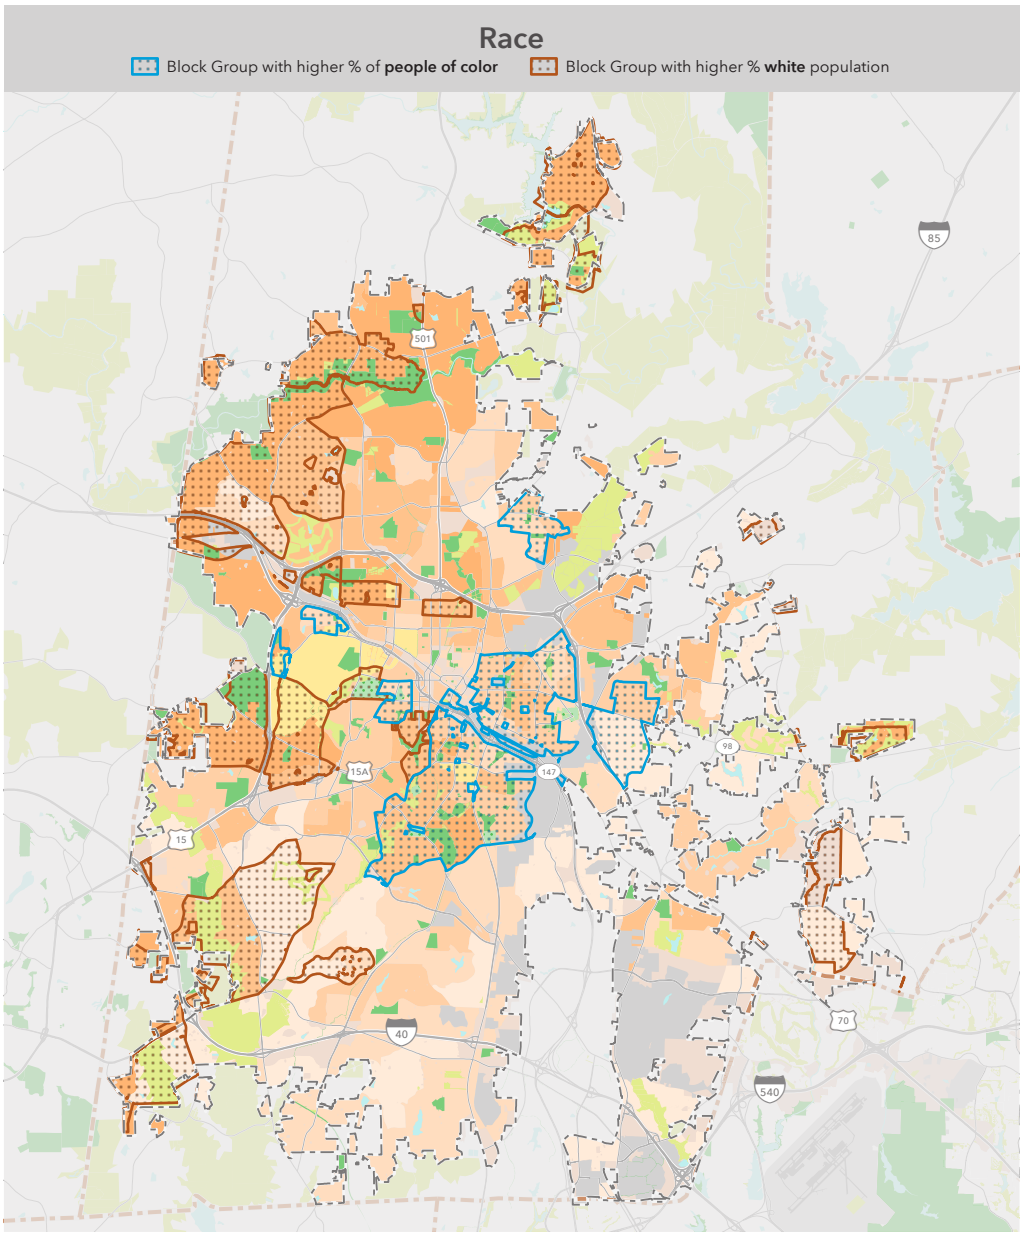 Race
Block Group with higher % of people of color
Block Group with higher % white population
85
501
98
15A
147
15
70
40
540